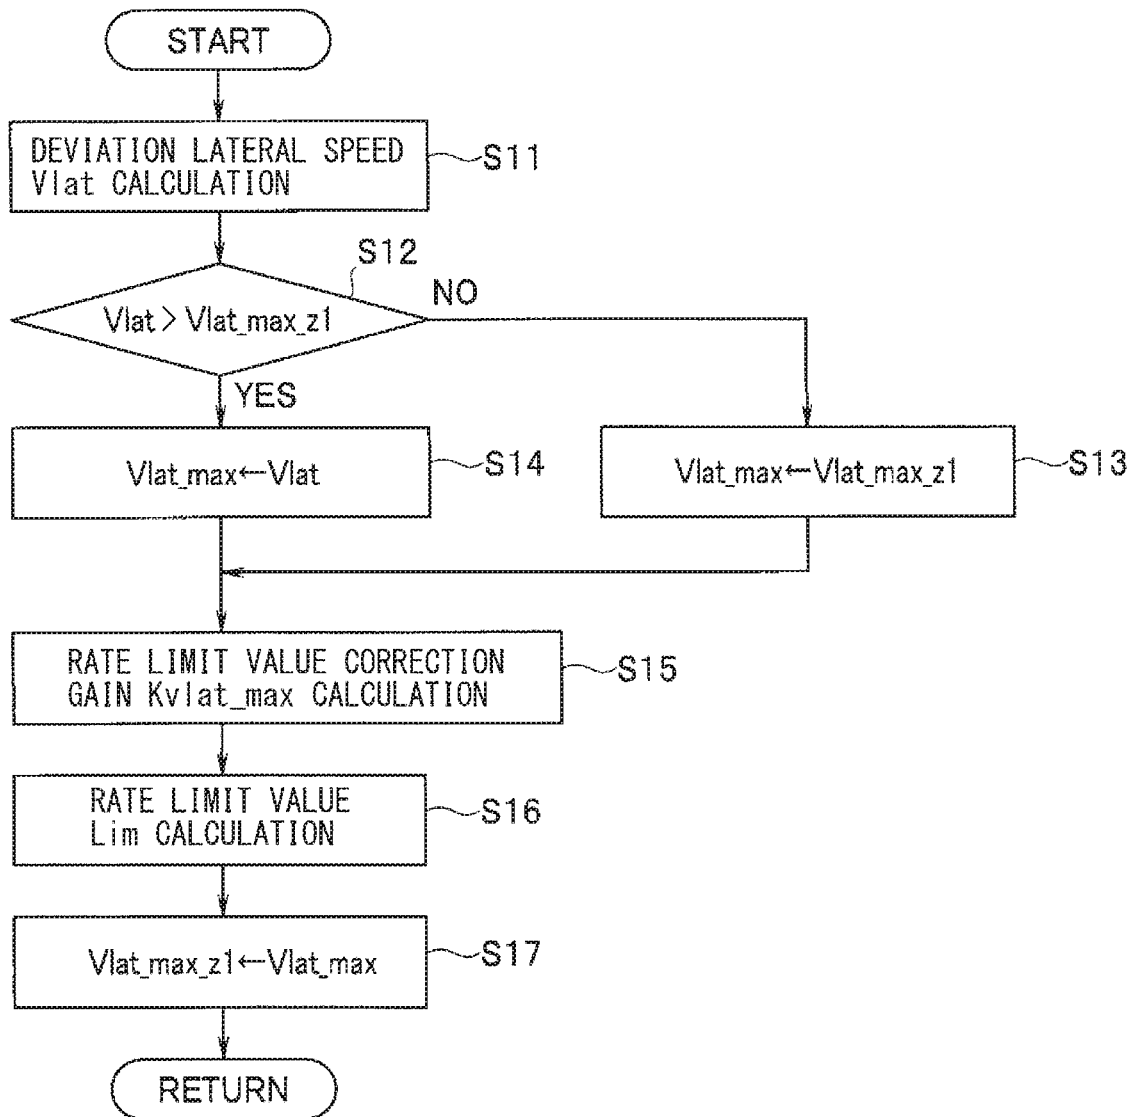 START
DEVIATION LATERAL SPEED
Vlat CALCULATION
S11
S12
Vlat > Vlat_max_z1
NO
YES
Vlat_max←Vlat
S14
Vlat_max←Vlat_max_z1
S13
RATE LIMIT VALUE CORRECTION
GAIN Kvlat_max CALCULATION
S15
RATE LIMIT VALUE
Lim CALCULATION
S16
Vlat_max_z1←Vlat_max
S17
RETURN